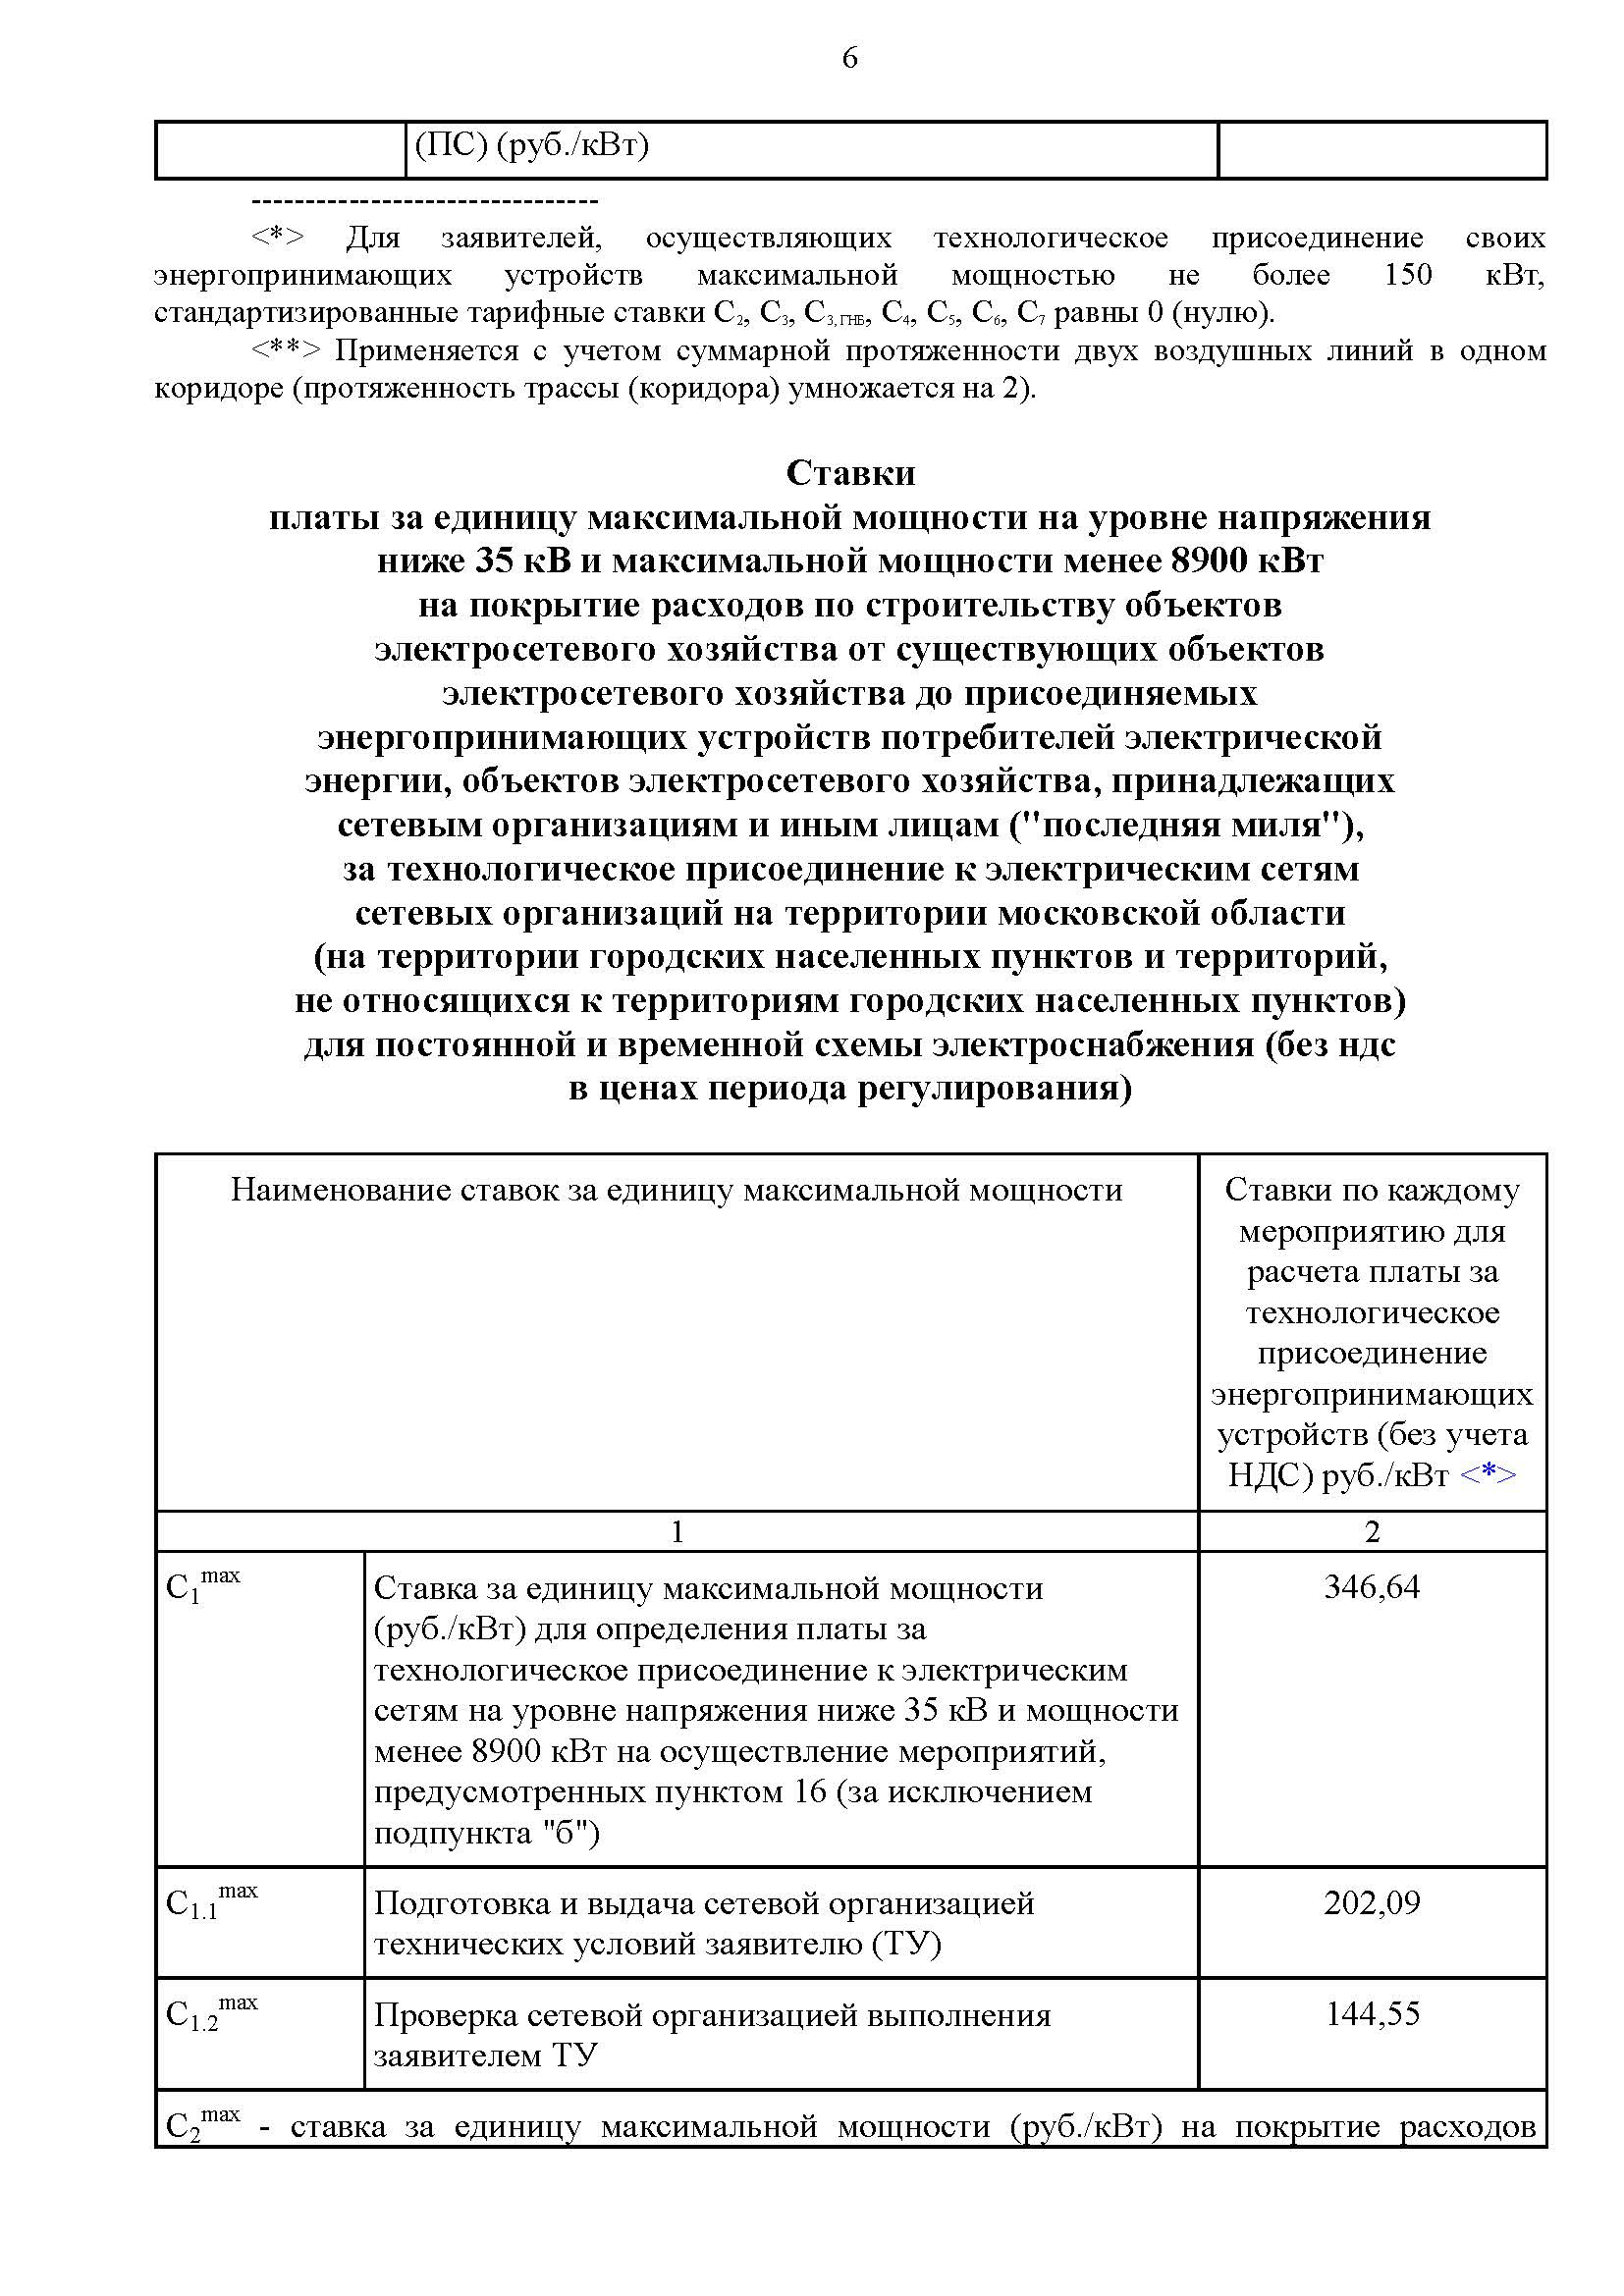 6
(ПС) (руб./кВт)
--------------------------------
<*> Для заявителей, осуществляющих технологическое присоединение своих
энергопринимающих устройств максимальной мощностью не более 150 кВт,
стандартизированные тарифные ставки С2, С3, С3,ГНБ, С4, С5, С6, С7 равны 0 (нулю).
<**> Применяется с учетом суммарной протяженности двух воздушных линий в одном
коридоре (протяженность трассы (коридора) умножается на 2).
Ставки
платы за единицу максимальной мощности на уровне напряжения
ниже 35 кВ и максимальной мощности менее 8900 кВт
на покрытие расходов по строительству объектов
электросетевого хозяйства от существующих объектов
электросетевого хозяйства до присоединяемых
энергопринимающих устройств потребителей электрической
энергии, объектов электросетевого хозяйства, принадлежащих
сетевым организациям и иным лицам ("последняя миля"),
за технологическое присоединение к электрическим сетям
сетевых организаций на территории московской области
(на территории городских населенных пунктов и территорий,
не относящихся к территориям городских населенных пунктов)
для постоянной и временной схемы электроснабжения (без ндс
в ценах периода регулирования)
Наименование ставок за единицу максимальной мощности
Ставки по каждому
мероприятию для
расчета платы за
технологическое
присоединение
энергопринимающих
устройств (без учета
НДС) руб./кВт <*>
1
2
С1max
Ставка за единицу максимальной мощности
(руб./кВт) для определения платы за
технологическое присоединение к электрическим
сетям на уровне напряжения ниже 35 кВ и мощности
менее 8900 кВт на осуществление мероприятий,
предусмотренных пунктом 16 (за исключением
подпункта "б")
346,64
С1.1max
Подготовка и выдача сетевой организацией
технических условий заявителю (ТУ)
202,09
С1.2max
Проверка сетевой организацией выполнения
заявителем ТУ
144,55
С2max - ставка за единицу максимальной мощности (руб./кВт) на покрытие расходов